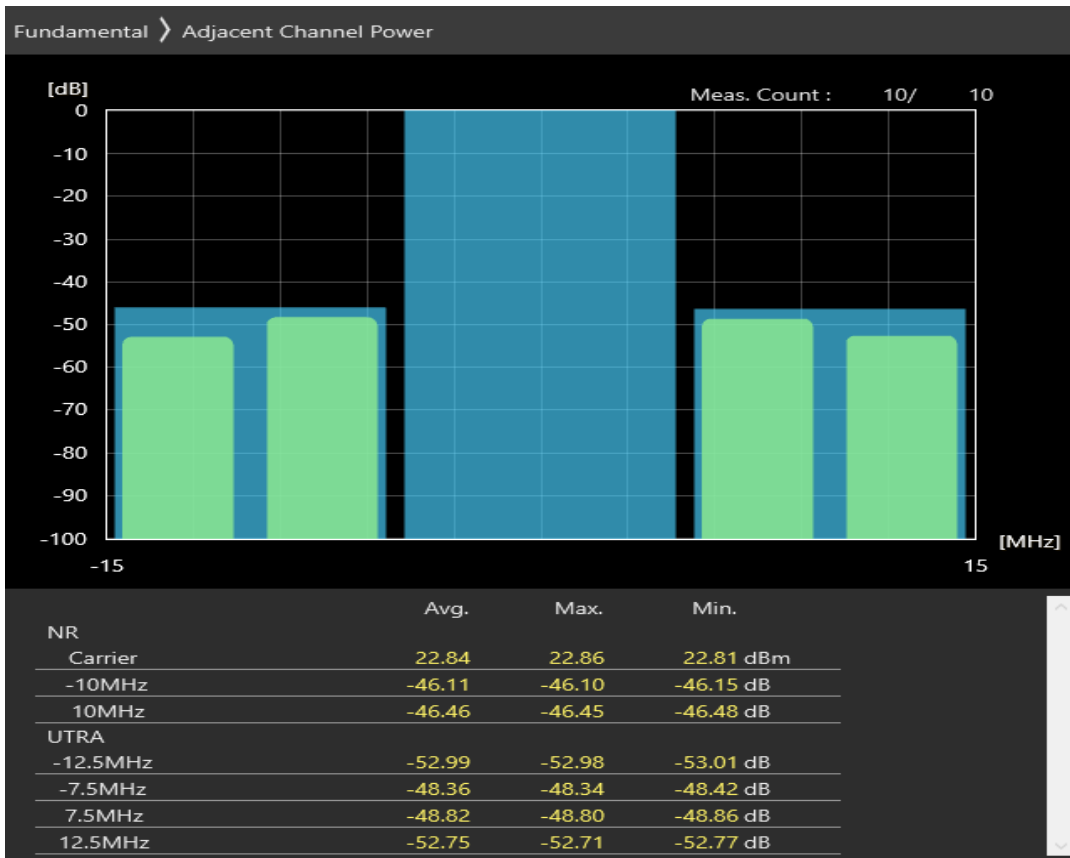 Fundamental 〉 Adjacent Channel Power
[dB]
Meas. Count : 10/ 10
0
-10
-20
-30
-40
-50
-60
-70
-80
-90
-100
[MHz]
-15 15
Avg. Max. Min.
NR
Carrier 22.84 22.86 22.81 dBm
-10MHz -46.11 -46.10 -46.15 dB
10MHz -46.46 -46.45 -46.48 dB
UTRA
-12.5MHz -52.99 -52.98 -53.01 dB
-7.5MHz -48.36 -48.34 -48.42 dB
7.5MHz -48.82 -48.80 -48.86 dB
12.5MHz -52.75 -52.71 -52.77 dB